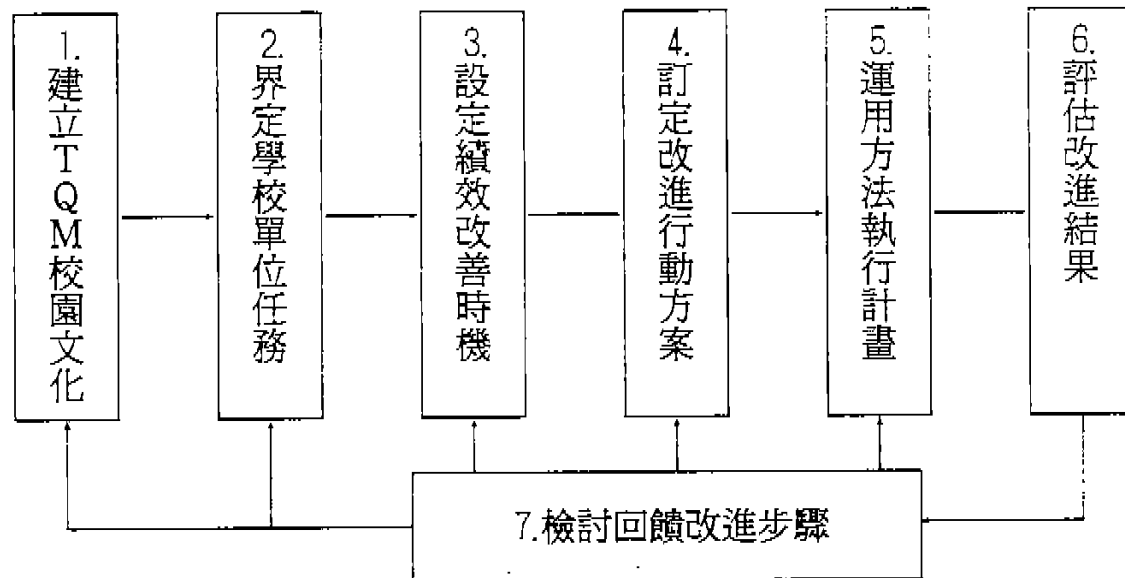 1.建立TQM校園文化
2.界定學校單位任務
3.設定績效改善時機
4.訂定改進行動方案
5.運用方法執行計畫
6.評估改進結果
7.檢討回饋改進步驟